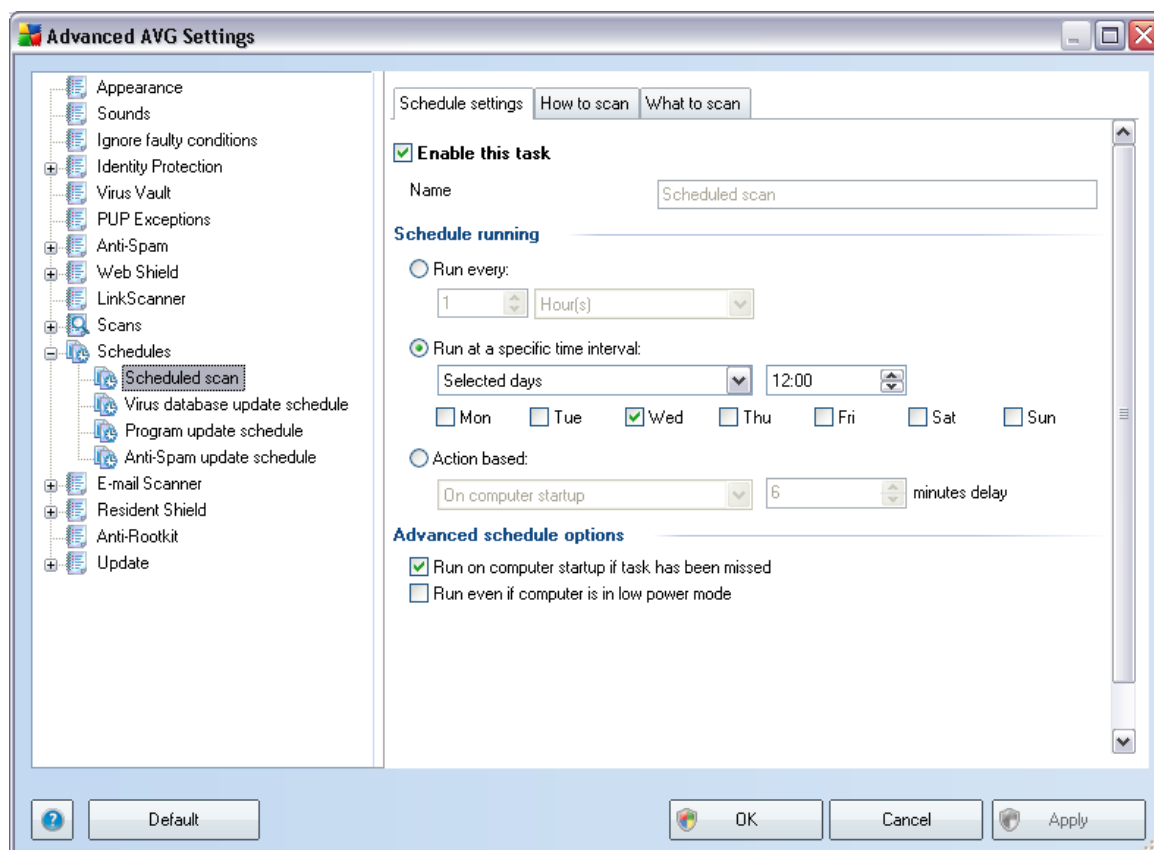 Advanced AVG Settings
Appearance
Sounds
Ignore faulty conditions
Identity Protection
Virus Vault
PUP Exceptions
Anti-Spam
Web Shield
LinkScanner
Scans
Schedules
Scheduled scan
Virus database update schedule
Program update schedule
Anti-Spam update schedule
E-mail Scanner
Resident Shield
Anti-Rootkit
Update
Schedule settings How to scan What to scan
Enable this task
Name Scheduled scan
Schedule running
Run every:
1 Hour(s)
Run at a specific time interval:
Selected days 12:00
Mon Tue Wed Thu Fri Sat Sun
Action based:
On computer startup 6 minutes delay
Advanced schedule options
Run on computer startup if task has been missed
Run even if computer is in low power mode
? Default OK Cancel Apply